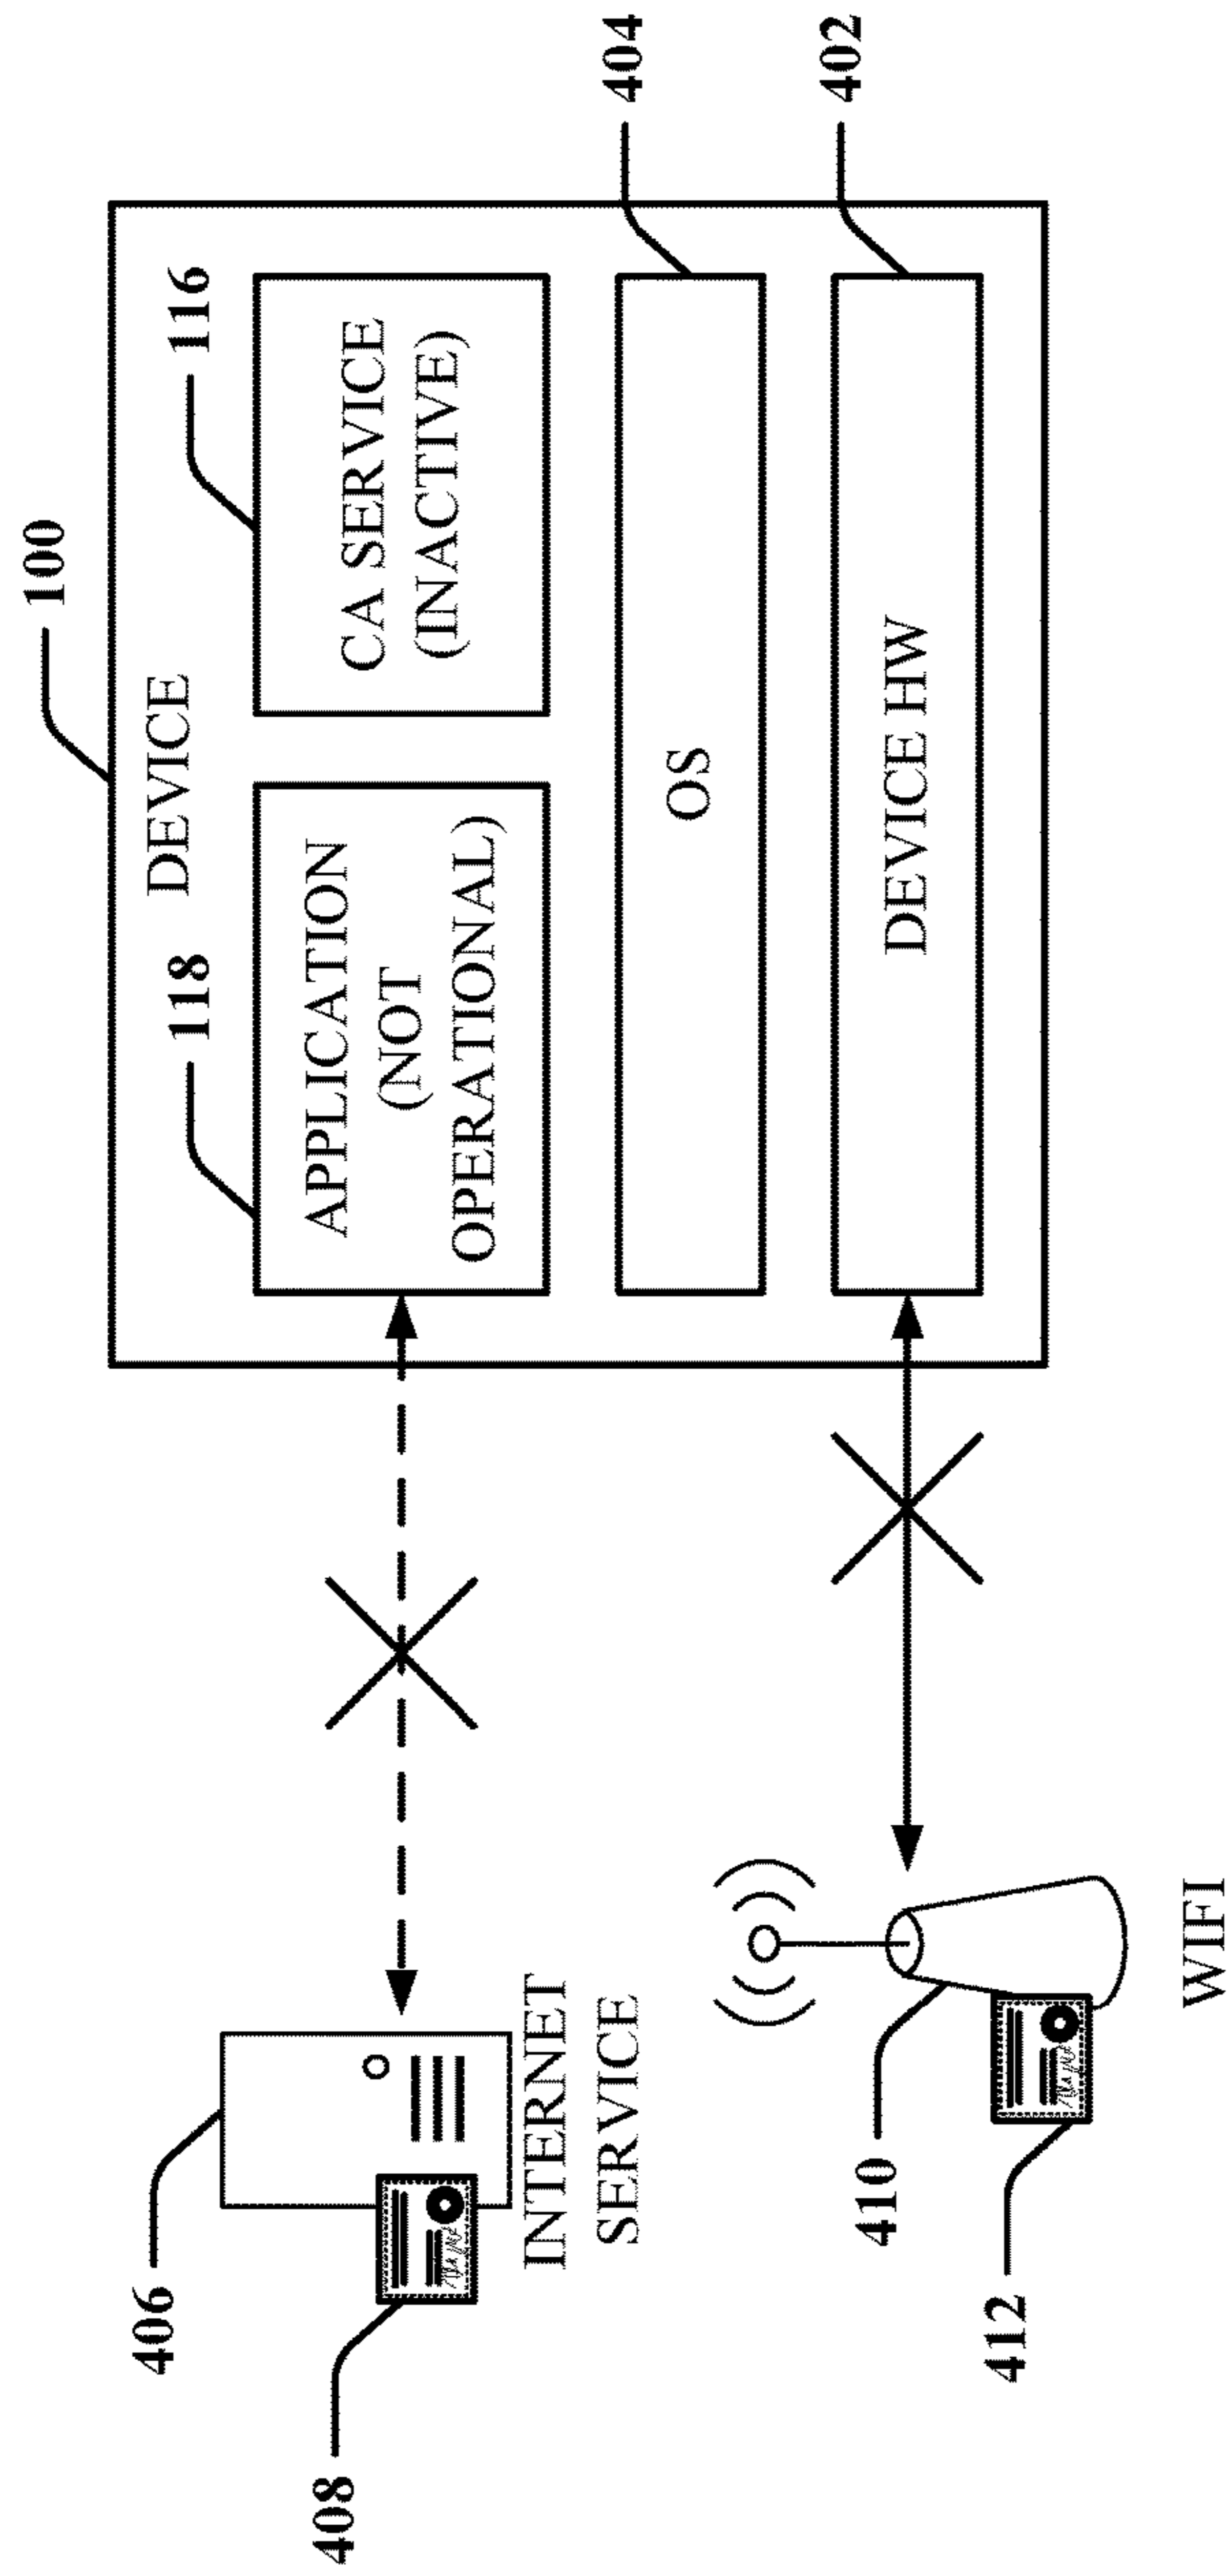 100
DEVICE
118
116
APPLICATION
(NOT
OPERATIONAL)
CA SERVICE
(INACTIVE)
404
OS
402
DEVICE HW
406
408
INTERNET
SERVICE
410
412
WIFI